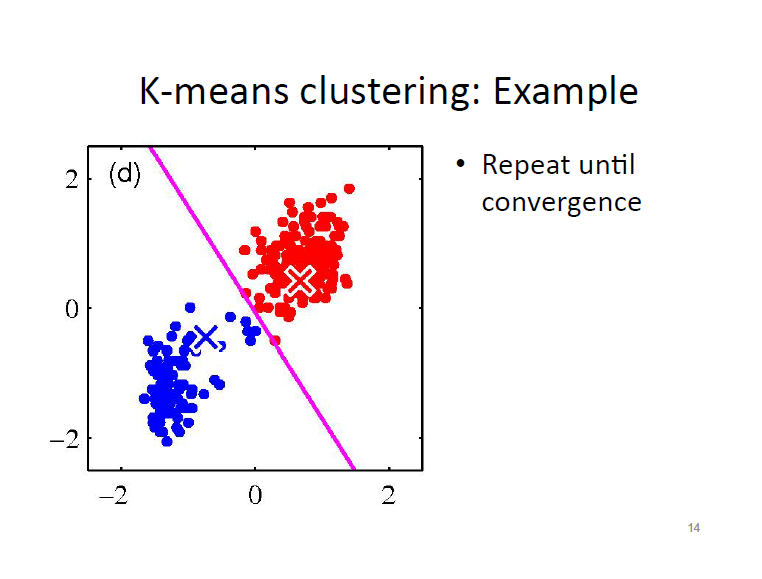 K-means clustering: Example
(d)
2
0
−2
−2 0 2
• Repeat until
convergence
14